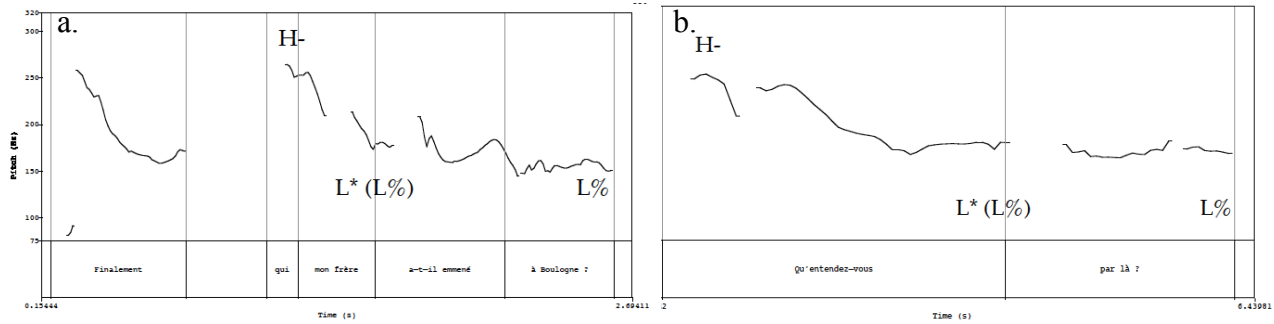 a.
320
300
250
200
150
100
75
Pitch (Hz)
H-
L* (L%)
L%
Finalement
qui
mon frère
a-t-il emmené
à Boulogne ?
0.15444
2.69411
Time (s)
b.
H-
L* (L%)
L%
Qu'entendez-vous
par là ?
2
6.43981
Time (s)